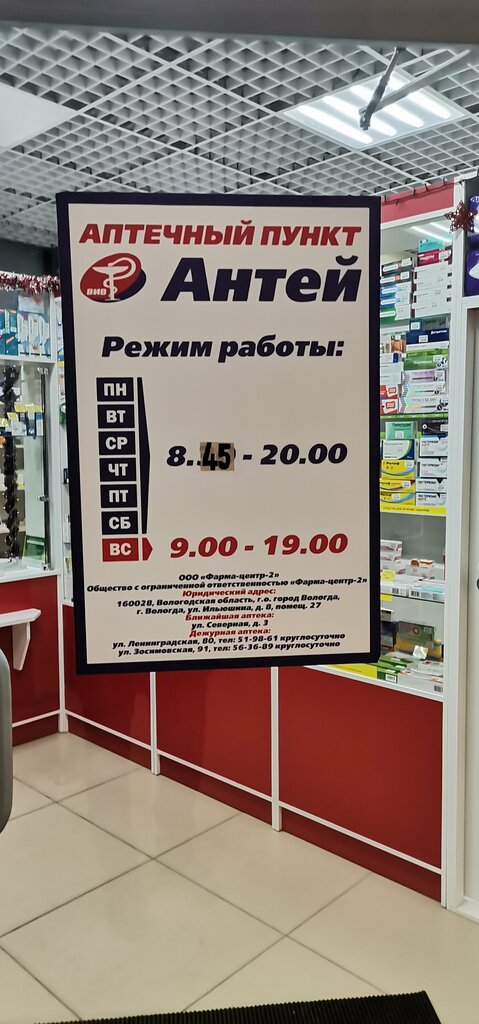 АПТЕЧНЫЙ ПУНКТ
ВИВ
Антей
Режим работы:
ПН
ВТ
СР
ЧТ
ПТ
СБ
8..45 - 20.00
ВС
9.00 - 19.00
ООО «Фарма-центр-2»
Общество с ограниченной ответственностью «Фарма-центр-2»
Юридический адрес:
160028, Вологодская область, г.о. город Вологда,
г. Вологда, ул. Ильюшина, д. 8, помещ. 27
Ближайшая аптека:
ул. Северная, д. 3
Дежурная аптека:
ул. Ленинградская, 80, тел: 51-98-61 круглосуточно
ул. Зосимовская, 91, тел: 56-36-89 круглосуточно